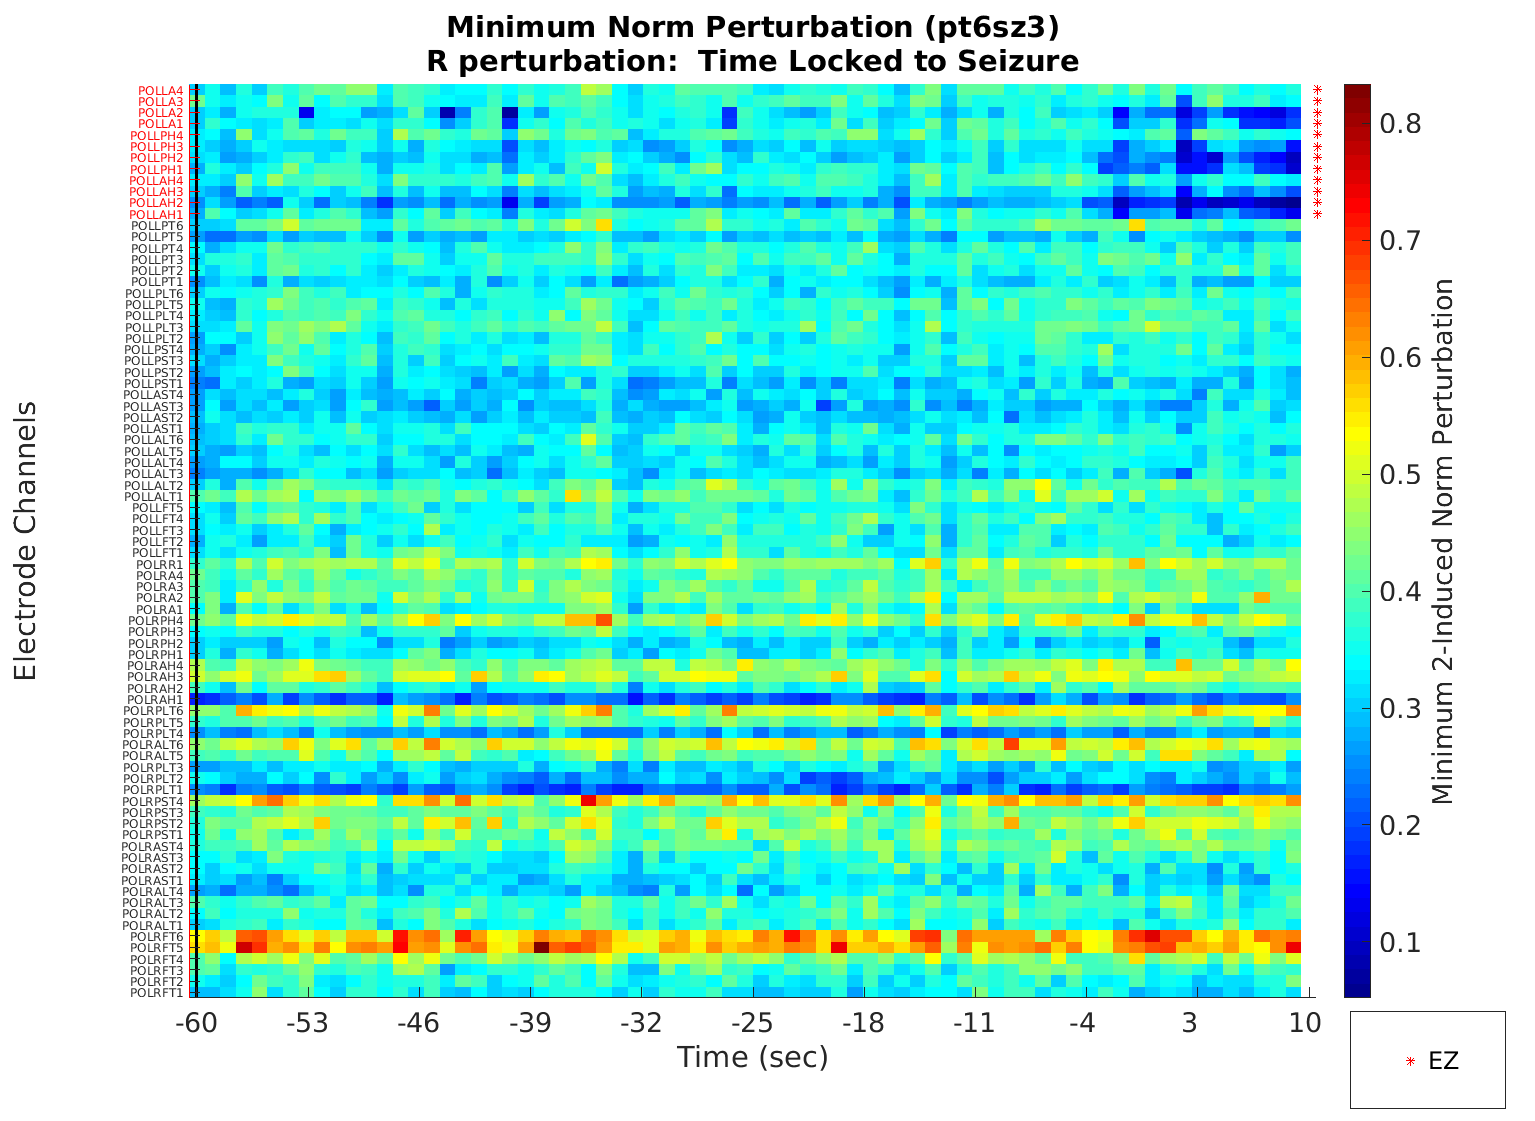 Minimum Norm Perturbation (pt6sz3)
R perturbation: Time Locked to Seizure
Electrode Channels
POLLA4
POLLA3
POLLA2
POLLA1
POLLPH4
POLLPH3
POLLPH2
POLLPH1
POLLAH4
POLLAH3
POLLAH2
POLLAH1
POLLPT6
POLLPT5
POLLPT4
POLLPT3
POLLPT2
POLLPT1
POLLPLT6
POLLPLT5
POLLPLT4
POLLPLT3
POLLPLT2
POLLPST4
POLLPST3
POLLPST2
POLLPST1
POLLAST4
POLLAST3
POLLAST2
POLLAST1
POLLALT6
POLLALT5
POLLALT4
POLLALT3
POLLALT2
POLLALT1
POLLFT5
POLLFT4
POLLFT3
POLLFT2
POLLFT1
POLRR1
POLRA4
POLRA3
POLRA2
POLRA1
POLRPH4
POLRPH3
POLRPH2
POLRPH1
POLRAH4
POLRAH3
POLRAH2
POLRAH1
POLRPLT6
POLRPLT5
POLRPLT4
POLRALT6
POLRALT5
POLRPLT3
POLRPLT2
POLRPLT1
POLRPST4
POLRPST3
POLRPST2
POLRPST1
POLRAST4
POLRAST3
POLRAST2
POLRAST1
POLRALT4
POLRALT3
POLRALT2
POLRALT1
POLRFT6
POLRFT5
POLRFT4
POLRFT3
POLRFT2
POLRFT1
-60 -53 -46 -39 -32 -25 -18 -11 -4 3 10
Time (sec)
0.8
0.7
0.6
0.5
0.4
0.3
0.2
0.1
Minimum 2-Induced Norm Perturbation
EZ